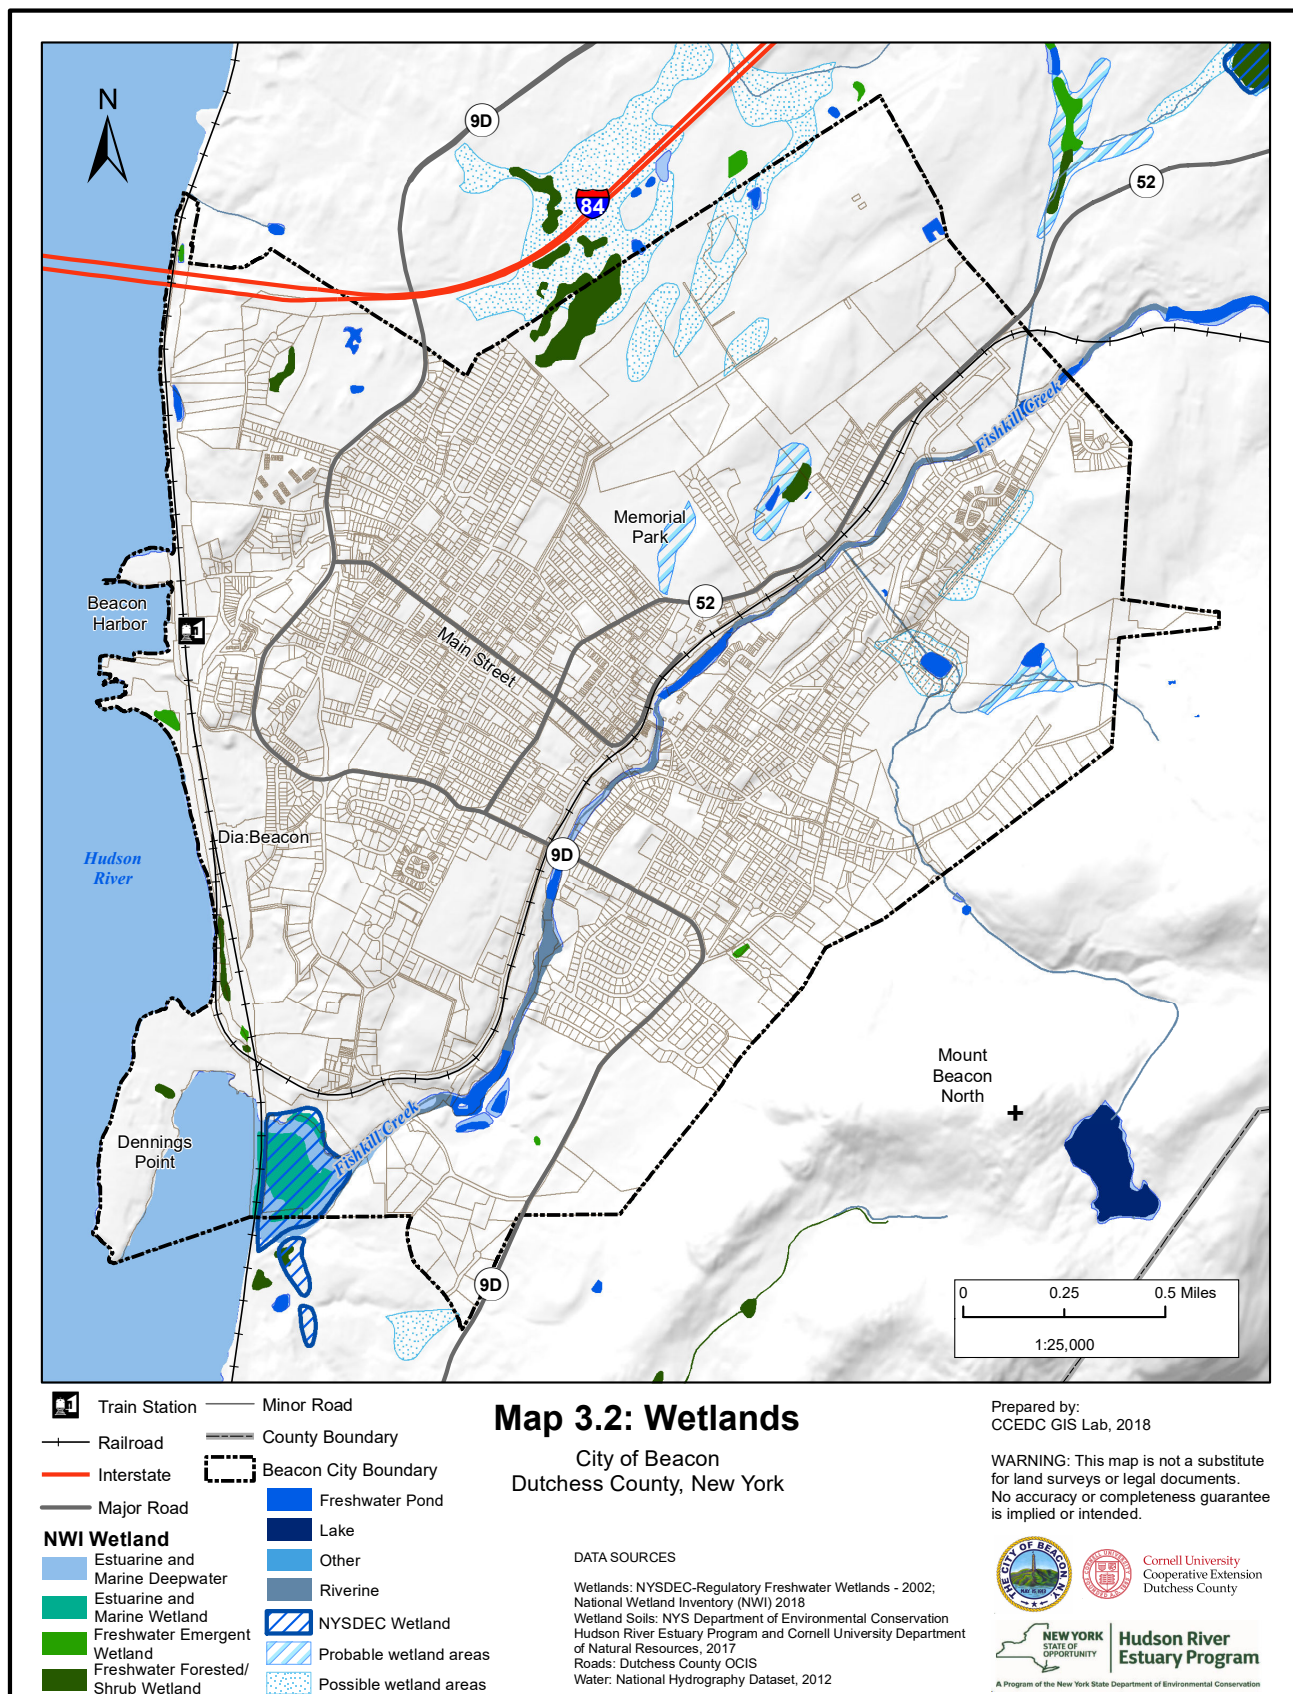 N
9D
84
52
Fishkill Creek
Memorial
Park
52
Beacon
Harbor
Main Street
Dia:Beacon
9D
Hudson
River
Mount
Beacon
North
Dennings
Point
Fishkill Creek
9D
0 0.25 0.5 Miles
1:25,000
Train Station
Railroad
Interstate
Major Road
NWI Wetland
Estuarine and
Marine Deepwater
Estuarine and
Marine Wetland
Freshwater Emergent
Wetland
Freshwater Forested/
Shrub Wetland
Minor Road
County Boundary
Beacon City Boundary
Freshwater Pond
Lake
Other
Riverine
NYSDEC Wetland
Probable wetland areas
Possible wetland areas
Map 3.2: Wetlands
City of Beacon
Dutchess County, New York
DATA SOURCES
Wetlands: NYSDEC-Regulatory Freshwater Wetlands - 2002;
National Wetland Inventory (NWI) 2018
Wetland Soils: NYS Department of Environmental Conservation
Hudson River Estuary Program and Cornell University Department
of Natural Resources, 2017
Roads: Dutchess County OCIS
Water: National Hydrography Dataset, 2012
Prepared by:
CCEDC GIS Lab, 2018
WARNING: This map is not a substitute
for land surveys or legal documents.
No accuracy or completeness guarantee
is implied or intended.
THE CITY OF BEACON, N.Y.
Cornell University
Cooperative Extension
Dutchess County
NEW YORK
STATE OF
OPPORTUNITY
Hudson River
Estuary Program
A Program of the New York State Department of Environmental Conservation